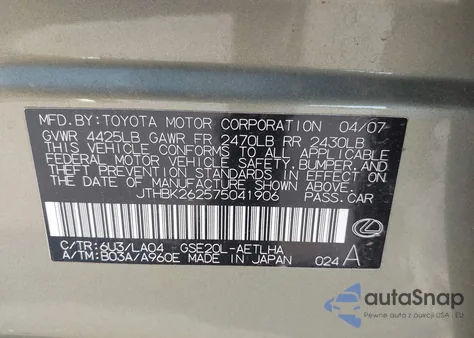 MFD. BY: TOYOTA MOTOR CORPORATION 04/07
GVWR 4425LB GAWR FR 2470LB RR 2430LB
THIS VEHICLE CONFORMS TO ALL APPLICABLE
FEDERAL MOTOR VEHICLE SAFETY, BUMPER, AND
THEFT PREVENTION STANDARDS IN EFFECT ON
THE DATE OF MANUFACTURE SHOWN ABOVE.
JTHBK262575041906 PASS. CAR
C/TR: 6U3/LA04 GSE20L-AETLHA
A/TM: B03A/A960E MADE IN JAPAN 024 A
autoSnap
Pewne auto z aukcji USA - EU